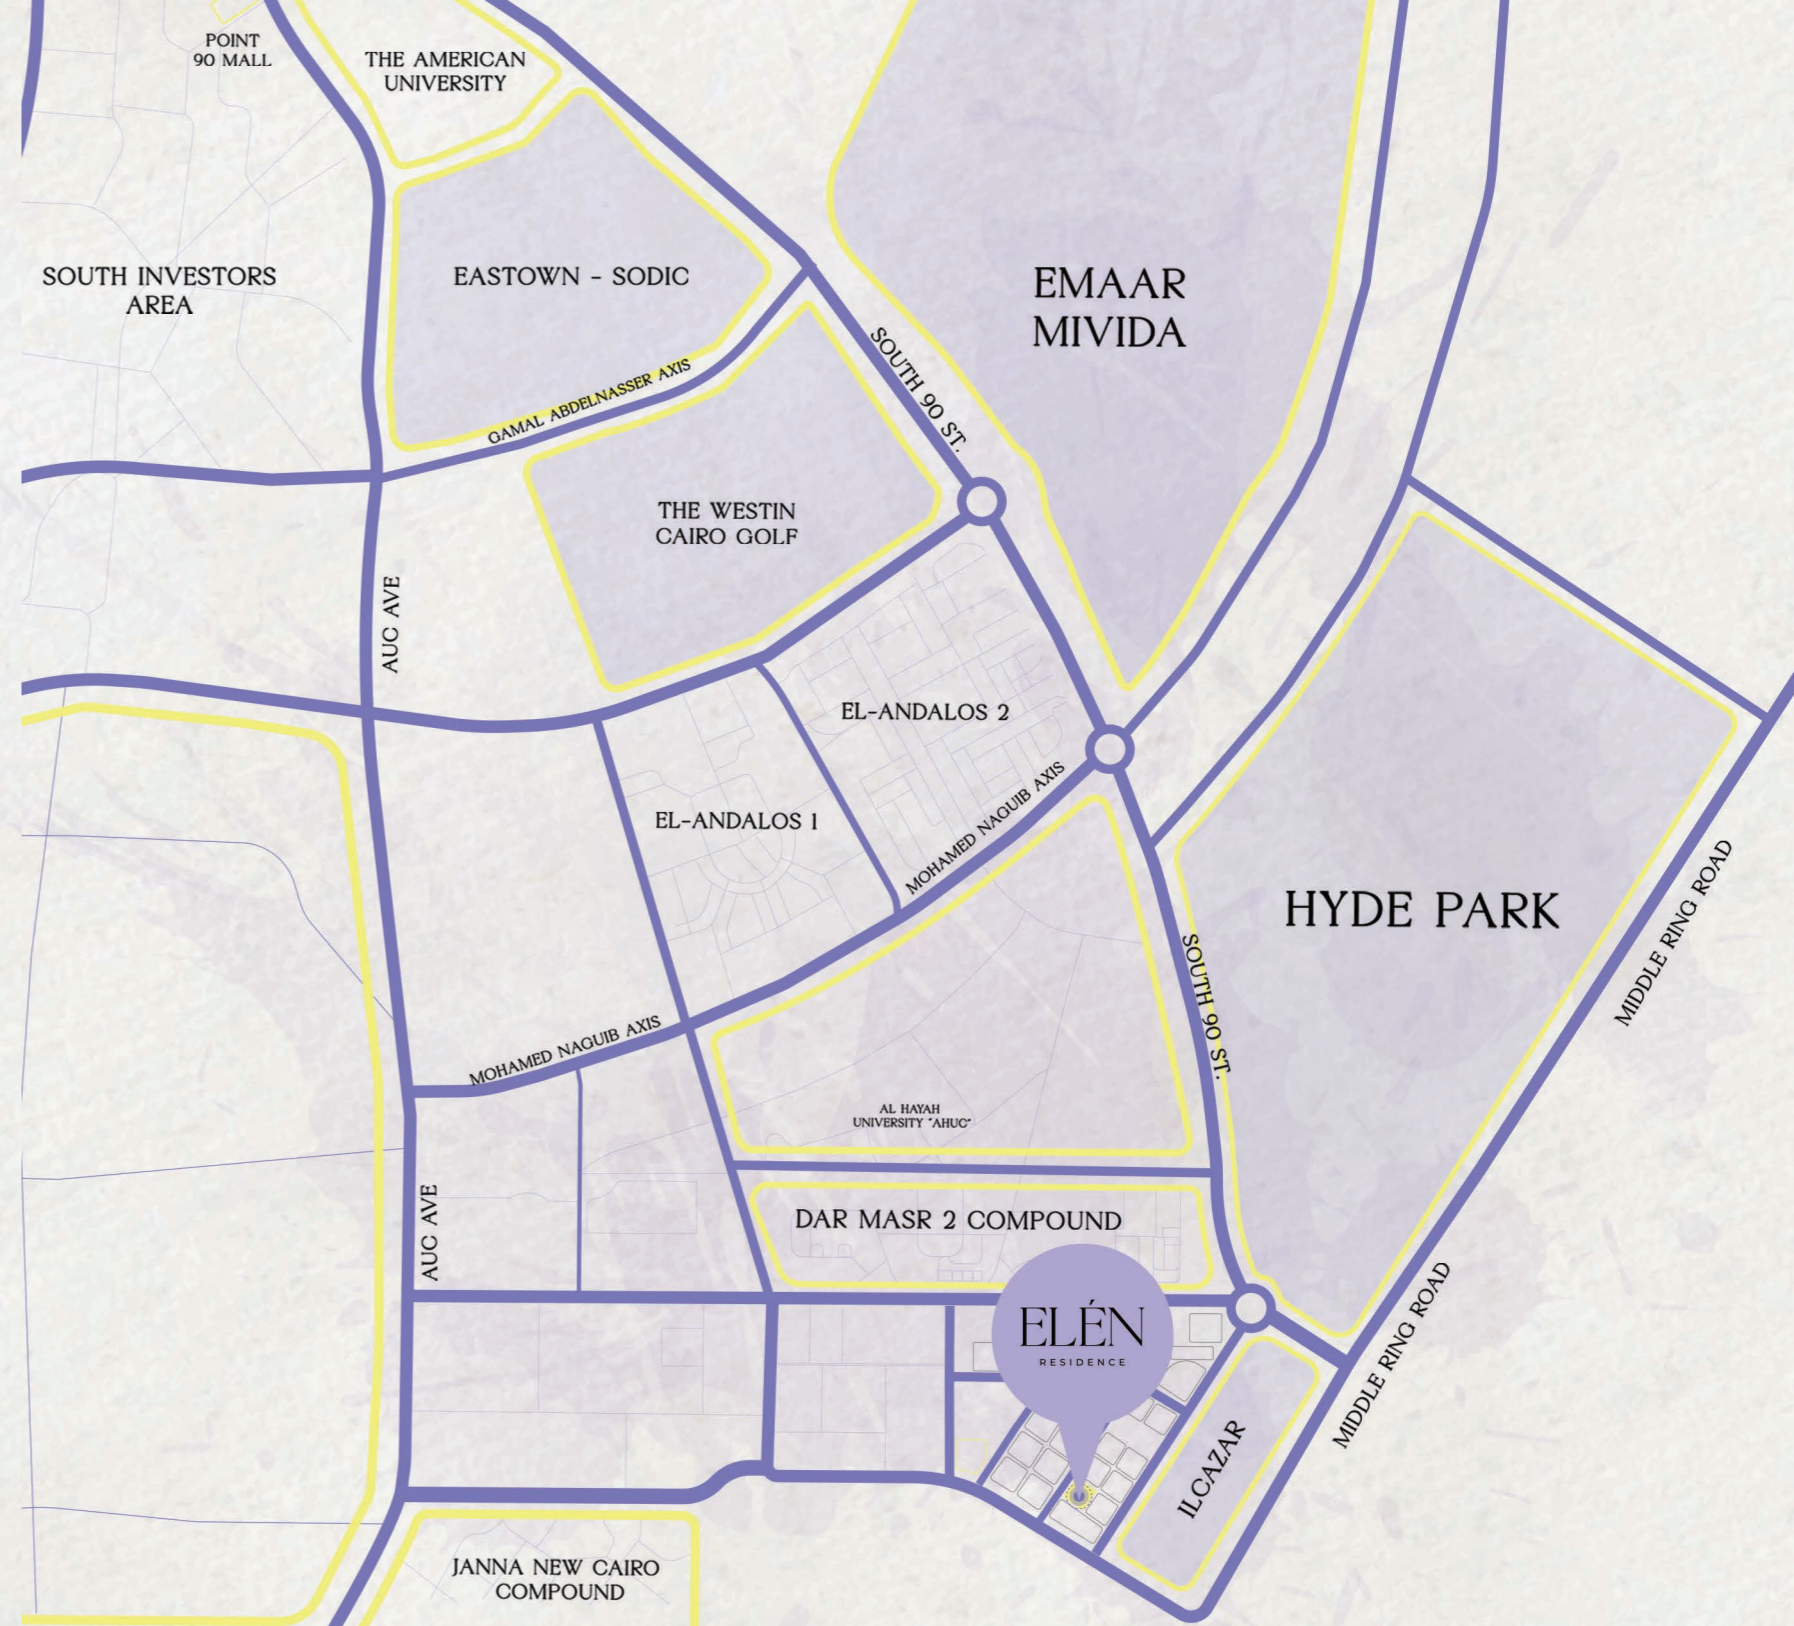 POINT
90 MALL
THE AMERICAN
UNIVERSITY
SOUTH INVESTORS
AREA
EASTOWN - SODIC
EMAAR
MIVIDA
SOUTH 90 ST.
GAMAL ABDELNASSER AXIS
THE WESTIN
CAIRO GOLF
AUC AVE
EL-ANDALOS 2
EL-ANDALOS 1
MOHAMED NAGUIB AXIS
HYDE PARK
MIDDLE RING ROAD
SOUTH 90 ST.
MOHAMED NAGUIB AXIS
AL HAYAH
UNIVERSITY "AHUC"
AUC AVE
DAR MASR 2 COMPOUND
ELÉN
RESIDENCE
MIDDLE RING ROAD
ILCAZAR
JANNA NEW CAIRO
COMPOUND